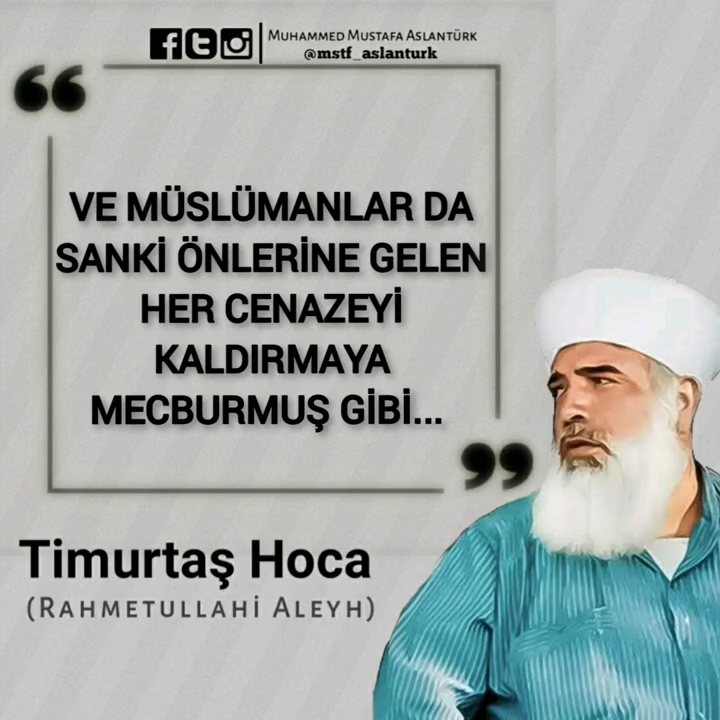 MUHAMMED MUSTAFA ASLANTÜRK
@mstf_aslanturk
VE MÜSLÜMANLAR DA
SANKİ ÖNLERİNE GELEN
HER CENAZEYİ
KALDIRMAYA
MECBURMUŞ GİBİ...
Timurtaş Hoca
(RAHMETULLAHİ ALEYH)